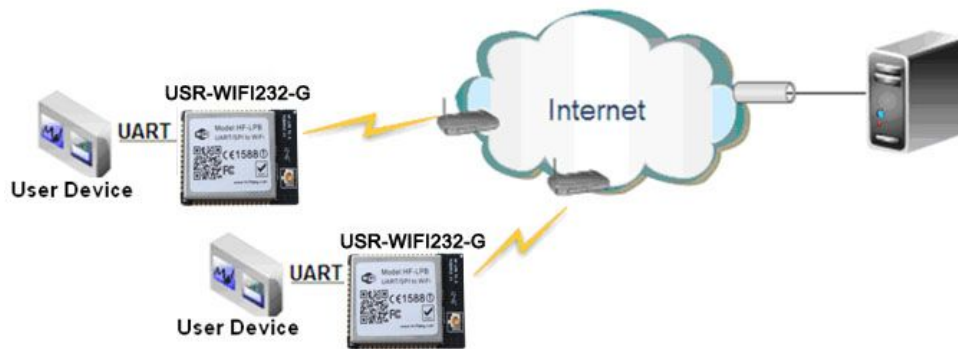 USR-WIFI232-G
UART
User Device
Model:HF-LPB
UART/SPI to WiFi
CE1588
FC
Internet
USR-WIFI232-G
UART
User Device
Model:HF-LPB
UART/SPI to WiFi
CE1588
FC